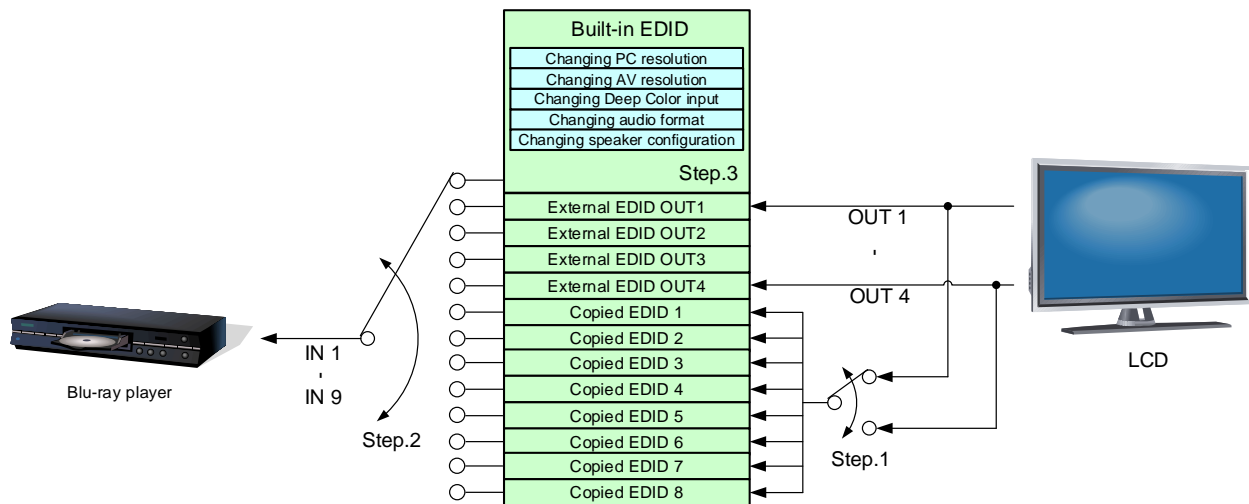 Built-in EDID
Changing PC resolution
Changing AV resolution
Changing Deep Color input
Changing audio format
Changing speaker configuration
Step.3
External EDID OUT1
External EDID OUT2
External EDID OUT3
External EDID OUT4
Copied EDID 1
Copied EDID 2
Copied EDID 3
Copied EDID 4
Copied EDID 5
Copied EDID 6
Copied EDID 7
Copied EDID 8
Blu-ray player
IN 1
-
IN 9
Step.2
OUT 1
-
OUT 4
Step.1
LCD